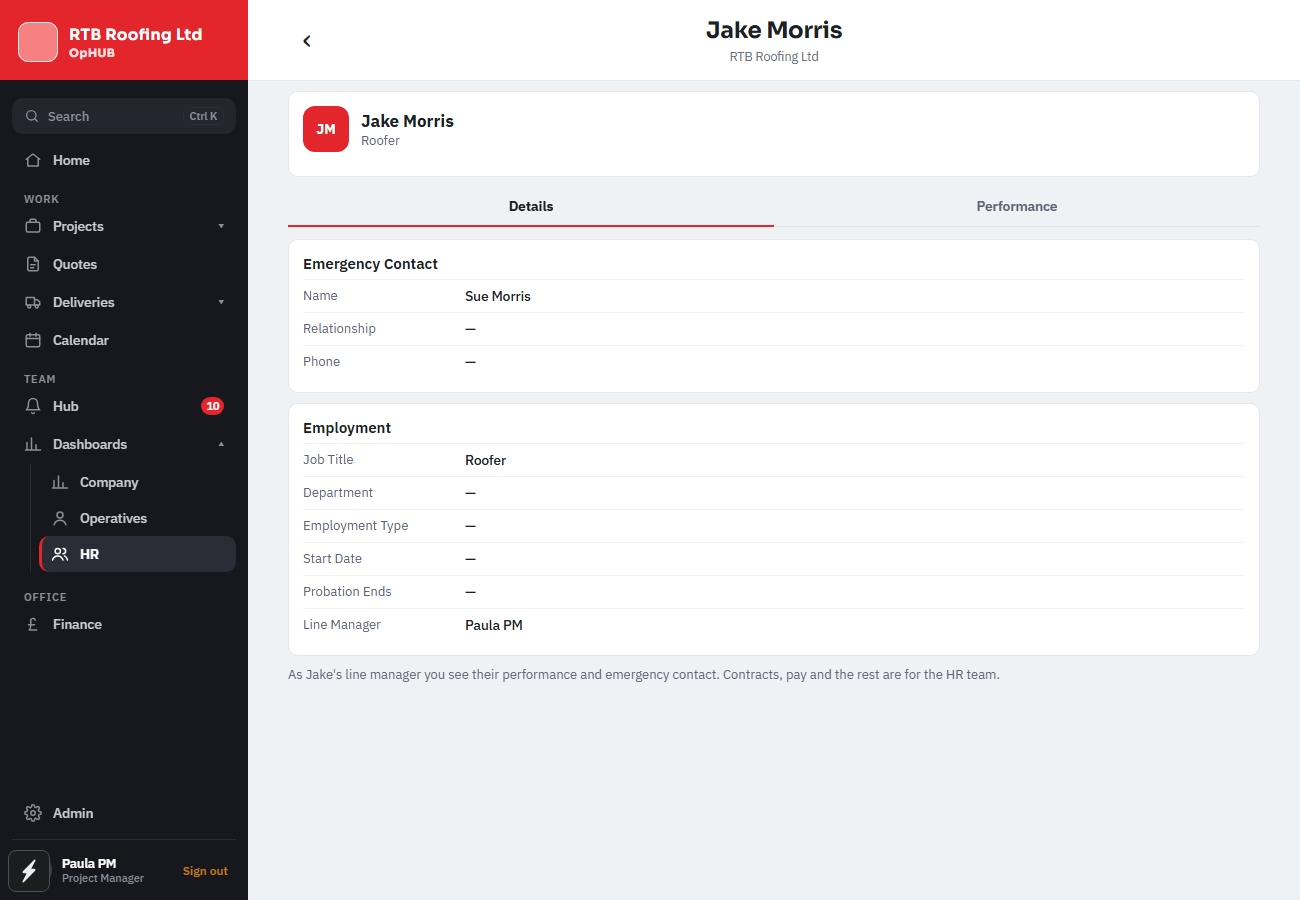 RTB Roofing Ltd
OpHUB
Search Ctrl K
Home
WORK
Projects
Quotes
Deliveries
Calendar
TEAM
Hub 10
Dashboards
Company
Operatives
HR
OFFICE
Finance
Admin
Paula PM
Project Manager
Sign out
Jake Morris
RTB Roofing Ltd
JM
Jake Morris
Roofer
Details Performance
Emergency Contact
Name Sue Morris
Relationship —
Phone —
Employment
Job Title Roofer
Department —
Employment Type —
Start Date —
Probation Ends —
Line Manager Paula PM
As Jake's line manager you see their performance and emergency contact. Contracts, pay and the rest are for the HR team.